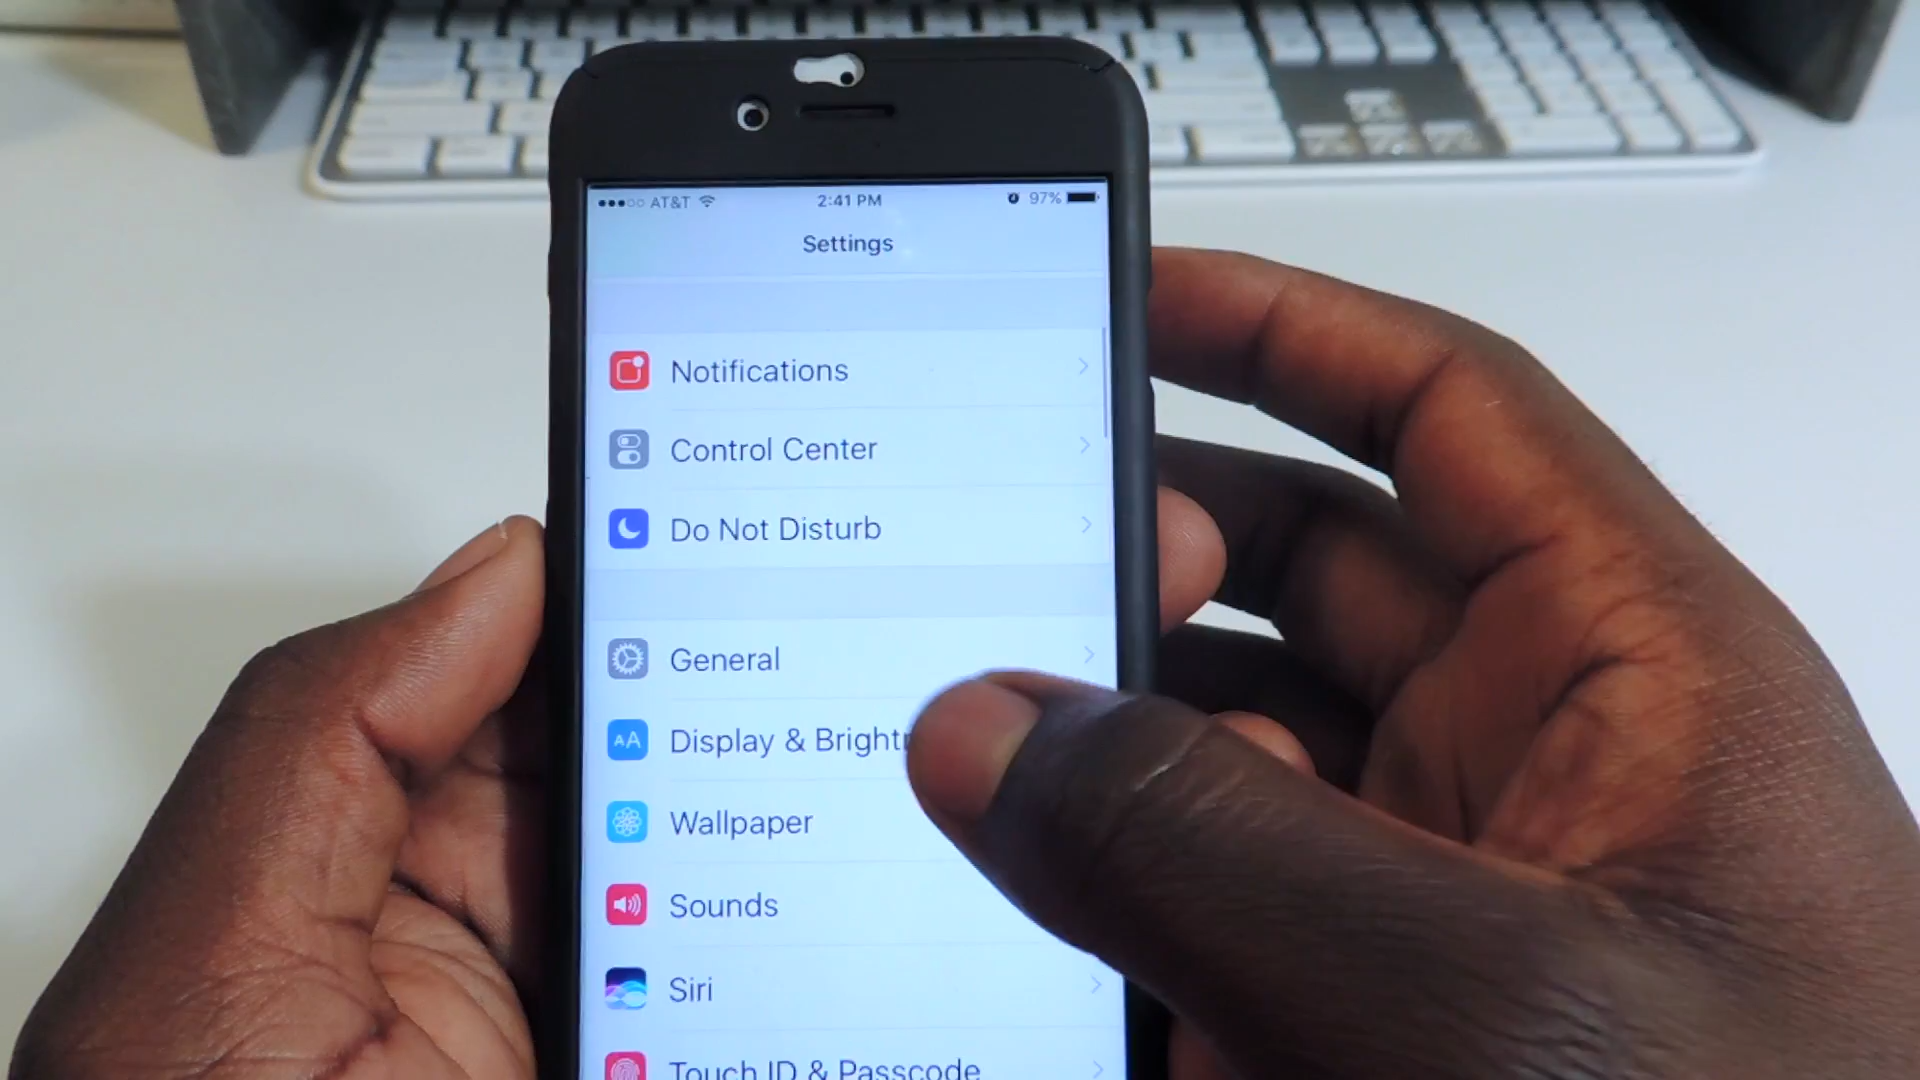 AT&T 2:41 PM 97%
Settings
Notifications
Control Center
Do Not Disturb
General
Display & Bright
AA
Wallpaper
Sounds
Siri
Touch ID & Passcode